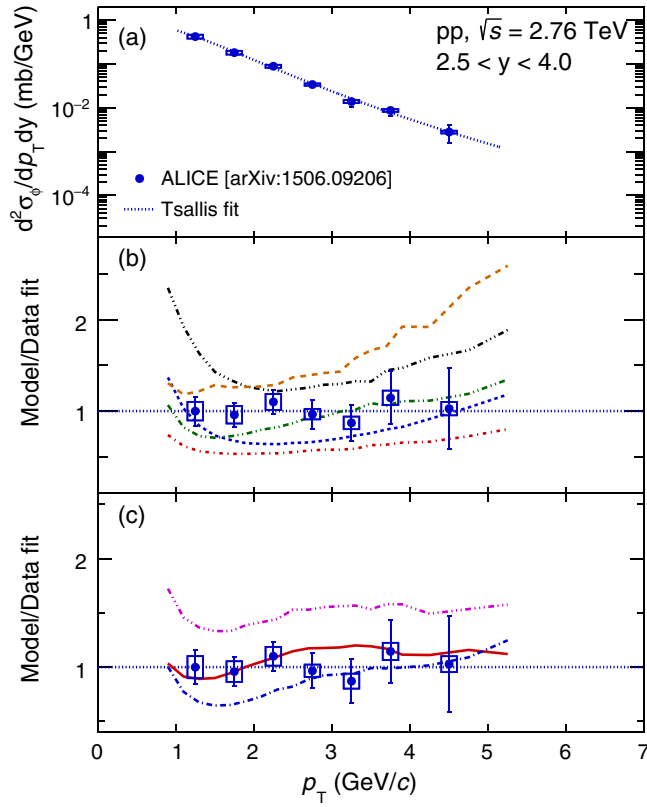 1
10⁻²
10⁻⁴
d²σ_ϕ/dp_T dy (mb/GeV)
(a)
pp, √s = 2.76 TeV
2.5 < y < 4.0
ALICE [arXiv:1506.09206]
Tsallis fit
(b)
2
1
Model/Data fit
(c)
2
1
Model/Data fit
0 1 2 3 4 5 6 7
p_T (GeV/c)